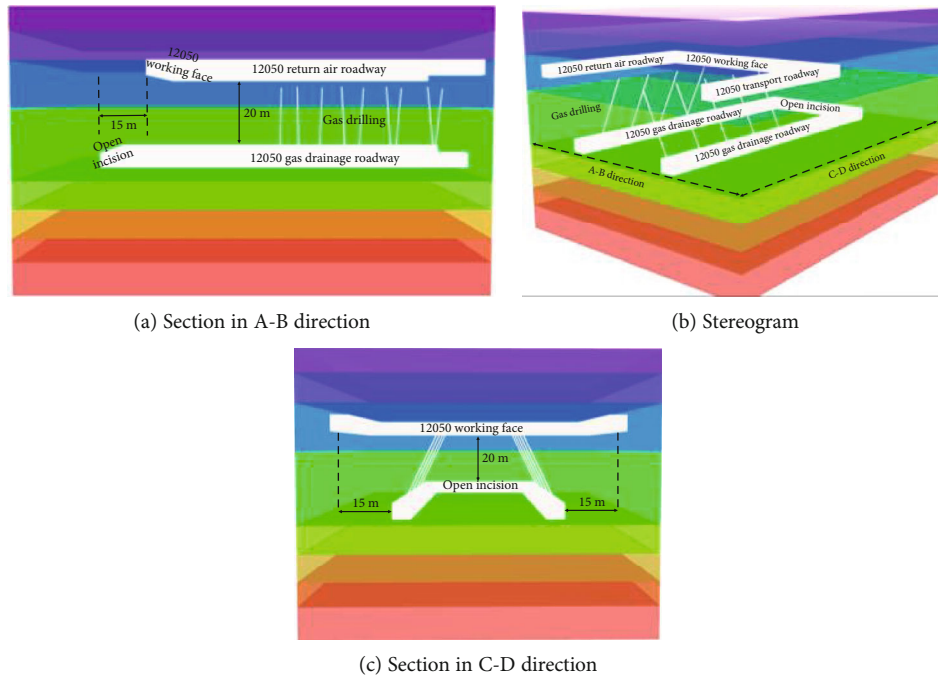 12050
working face
12050 return air roadway
15 m
20 m
Gas drilling
Open
incision
12050 gas drainage roadway
(a) Section in A-B direction
12050 return air roadway
12050 working face
12050 transport roadway
Open incision
Gas drilling
12050 gas drainage roadway
12050 gas drainage roadway
A-B direction
C-D direction
(b) Stereogram
12050 working face
20 m
Open incision
15 m
15 m
(c) Section in C-D direction